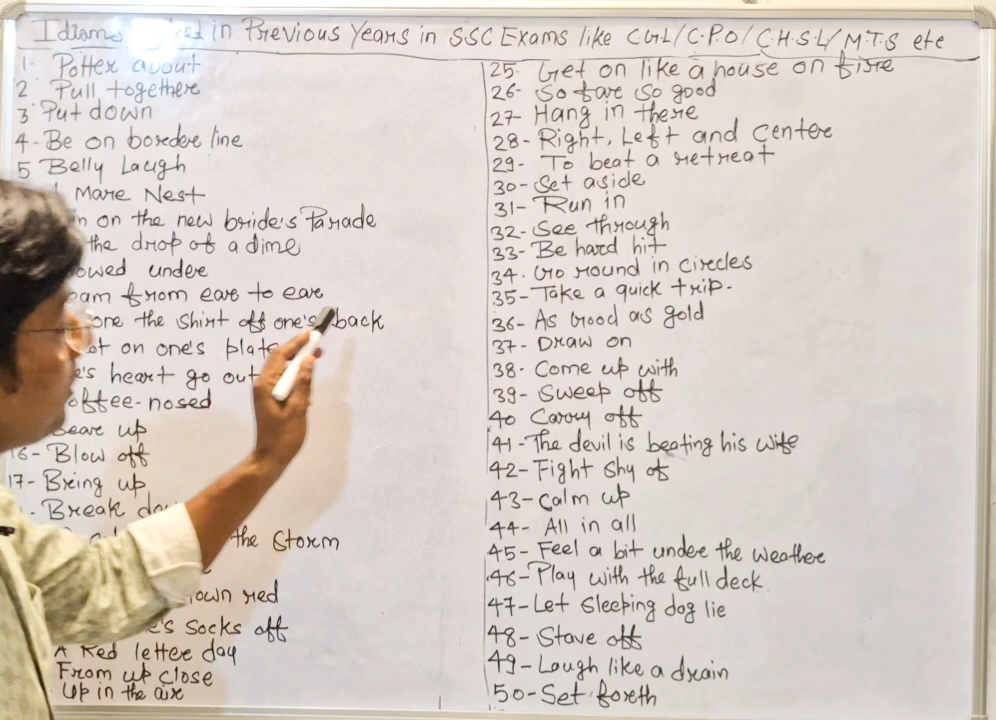 Idioms in Previous Years in SSC Exams like CGL/C.P.O/C.H.S.L/M.T.S etc
1- Potter about
2 Pull together
3 Put down
4- Be on border line
5 Belly Laugh
Mare Nest
on the new bride's Parade
the drop of a dime
under
from ear to ear
one the shirt off one's back
on one's plate
heart go out
-nosed
up
16- Blow off
17- Bring up
Break
the Storm
red
Socks off
A Red letter day
From up close
Up in the air
25- Get on like a house on fire
26- So far so good
27- Hang in there
28- Right, Left and Center
29- To beat a retreat
30- Set aside
31- Run in
32- See through
33- Be hard hit
34. Go round in circles
35- Take a quick trip.
36- As Good as gold
37- Draw on
38- Come up with
39- Sweep off
40 Carry off
41- The devil is beating his wife
42- Fight Shy of
43- Calm up
44- All in all
45- Feel a bit under the weather
46- Play with the full deck
47- Let Sleeping dog lie
48- Stave off
49- Laugh like a drain
50- Set forth